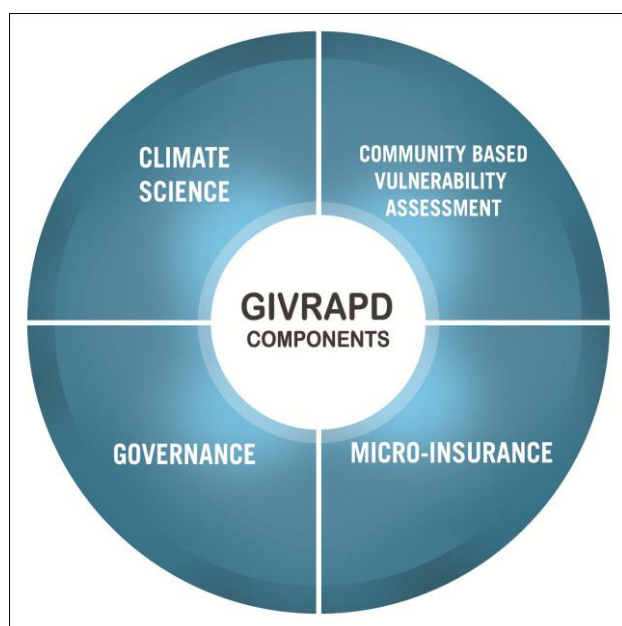 CLIMATE
SCIENCE
COMMUNITY BASED
VULNERABILITY
ASSESSMENT
GIVRAPD
COMPONENTS
GOVERNANCE
MICRO-INSURANCE